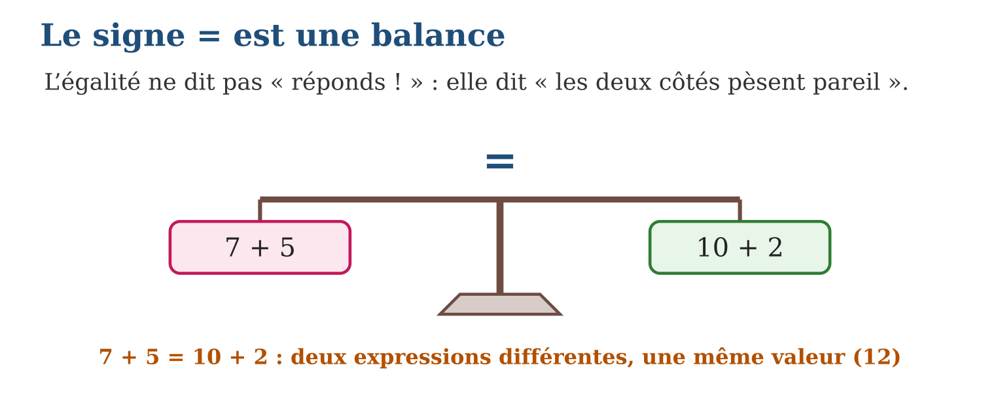 Le signe = est une balance
L’égalité ne dit pas « réponds ! » : elle dit « les deux côtés pèsent pareil ».
=
7 + 5
10 + 2
7 + 5 = 10 + 2 : deux expressions différentes, une même valeur (12)